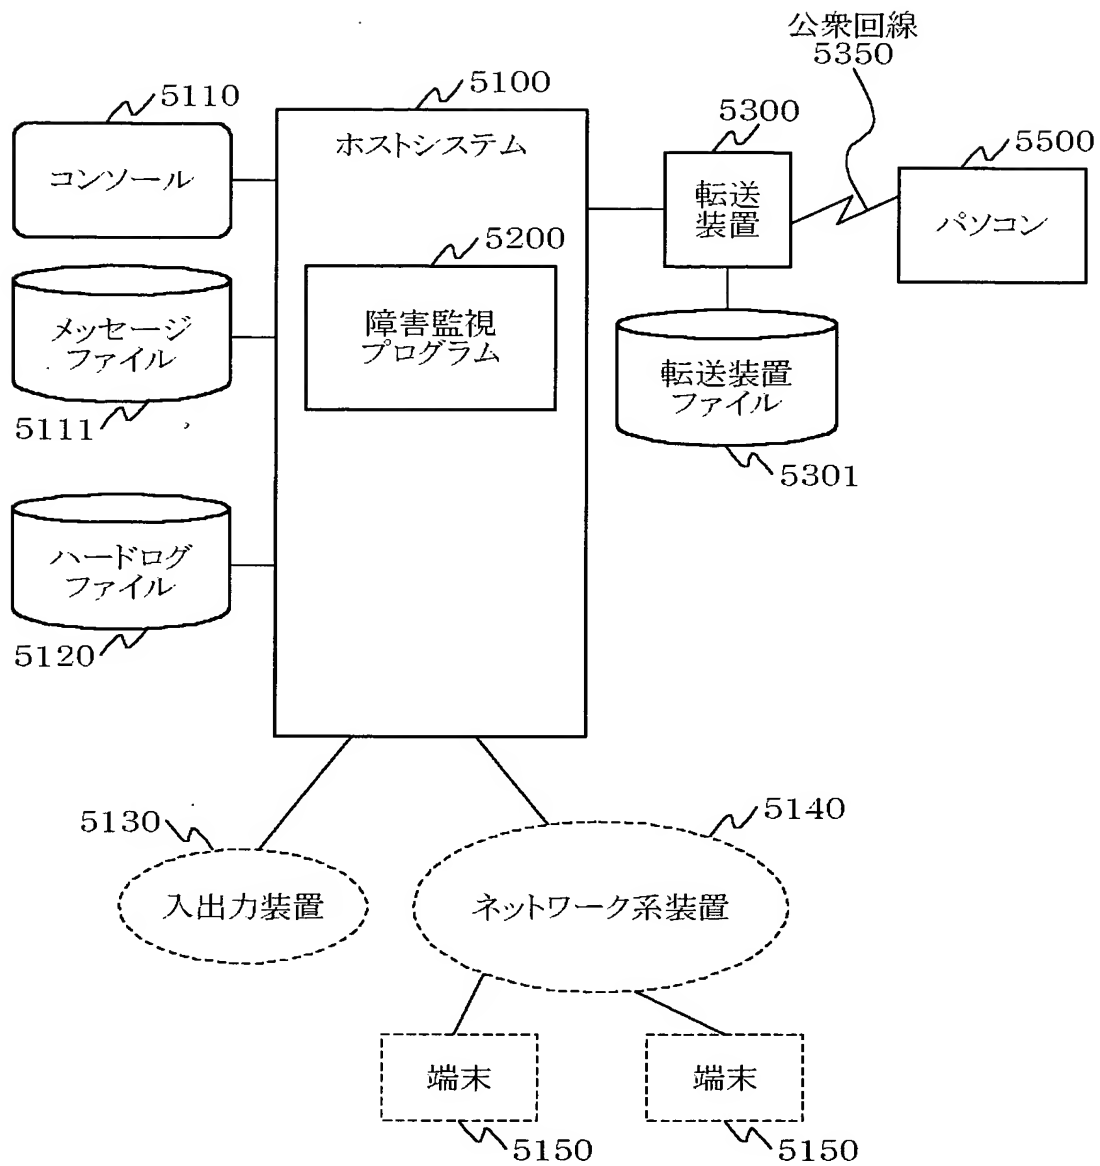 公衆回線
5350
5110
5100
5300
5500
コンソール
ホストシステム
転送
装置
パソコン
5200
メッセージ
ファイル
障害監視
プログラム
転送装置
ファイル
5111
5301
ハードログ
ファイル
5120
5130
5140
入出力装置
ネットワーク系装置
端末
端末
5150
5150